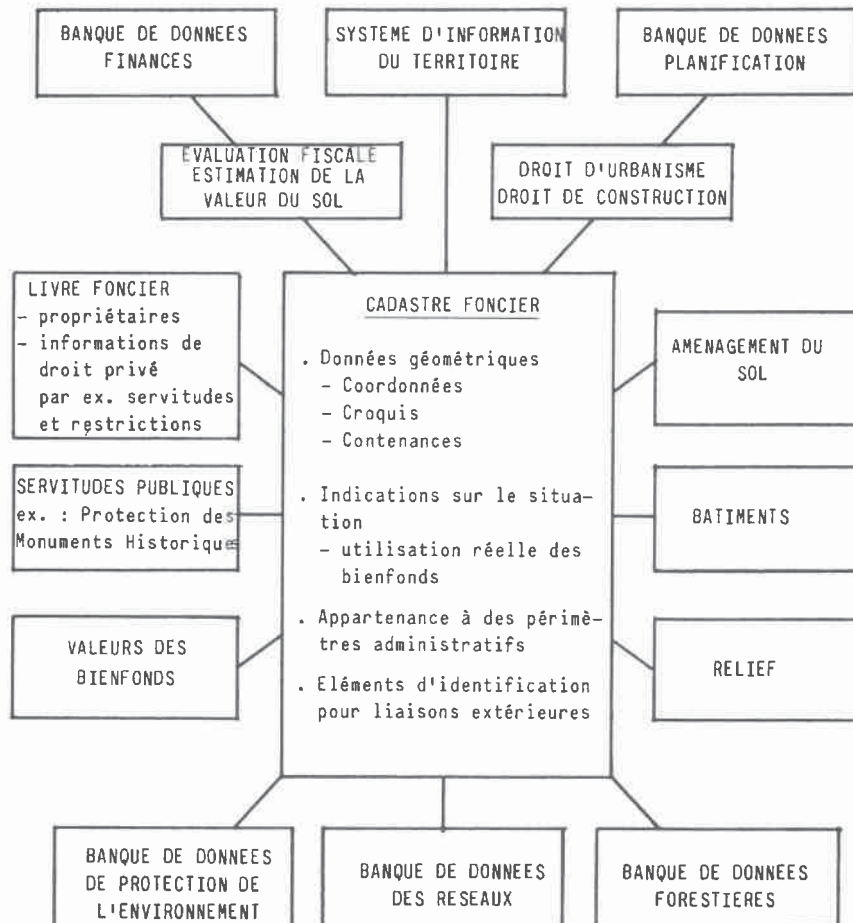 BANQUE DE DONNEES
FINANCES
SYSTEME D'INFORMATION
DU TERRITOIRE
BANQUE DE DONNEES
PLANIFICATION
EVALUATION FISCALE
ESTIMATION DE LA
VALEUR DU SOL
DROIT D'URBANISME
DROIT DE CONSTRUCTION
LIVRE FONCIER
- propriétaires
- informations de
droit privé
par ex. servitudes
et restrictions
SERVITUDES PUBLIQUES
ex. : Protection des
Monuments Historiques
VALEURS DES
BIENFONDS
CADASTRE FONCIER
. Données géométriques
- Coordonnées
- Croquis
- Contenances
. Indications sur le situa-
tion
- utilisation réelle des
bienfonds
. Appartenance à des périmè-
tres administratifs
. Eléments d'identification
pour liaisons extérieures
AMENAGEMENT DU
SOL
BATIMENTS
RELIEF
BANQUE DE DONNEES
DE PROTECTION DE
L'ENVIRONNEMENT
BANQUE DE DONNEES
DES RESEAUX
BANQUE DE DONNEES
FORESTIERES